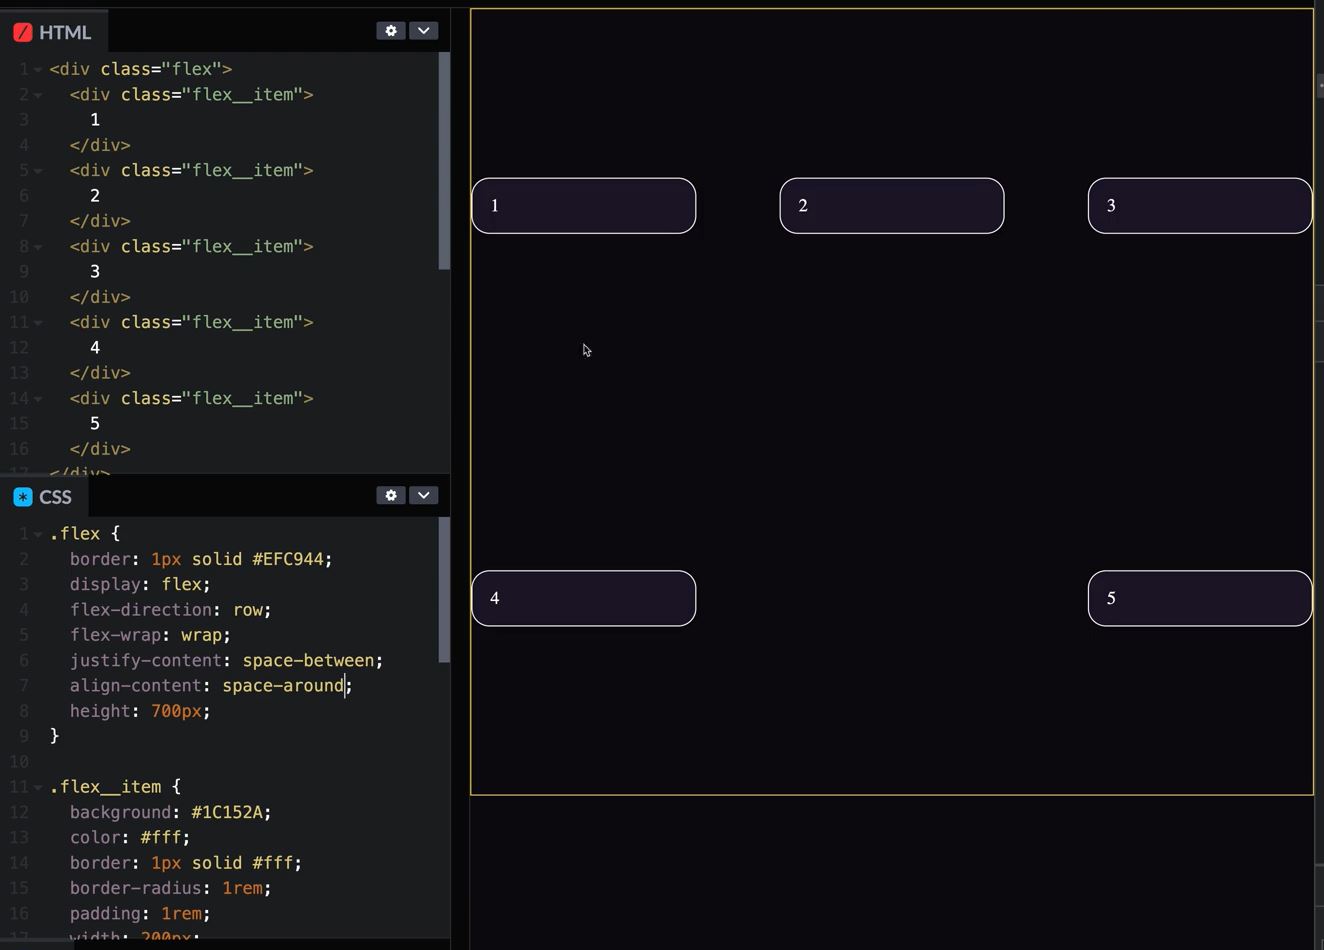 HTML
1 <div class="flex">
2 <div class="flex__item">
3 1
4 </div>
5 <div class="flex__item">
6 2
7 </div>
8 <div class="flex__item">
9 3
10 </div>
11 <div class="flex__item">
12 4
13 </div>
14 <div class="flex__item">
15 5
16 </div>
17 </div>
CSS
1 .flex {
2 border: 1px solid #EFC944;
3 display: flex;
4 flex-direction: row;
5 flex-wrap: wrap;
6 justify-content: space-between;
7 align-content: space-around;
8 height: 700px;
9 }
10
11 .flex__item {
12 background: #1C152A;
13 color: #fff;
14 border: 1px solid #fff;
15 border-radius: 1rem;
16 padding: 1rem;
17 width: 200px;
1 2 3
4 5